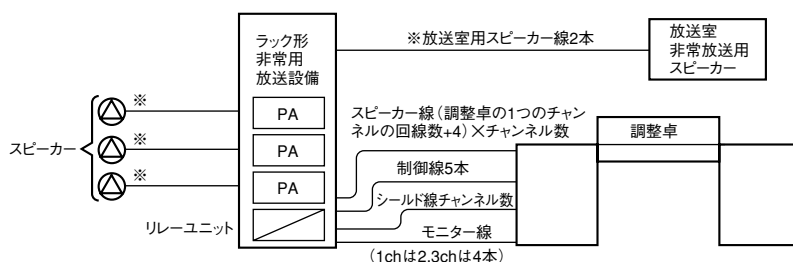 ラック形
非常用
放送設備
※放送室用スピーカー線2本
放送室
非常放送用
スピーカー
※
※
※
スピーカー
PA
PA
PA
リレーユニット
スピーカー線(調整卓の1つのチャン
ネルの回線数+4)×チャンネル数
調整卓
制御線5本
シールド線チャンネル数
モニター線
(1chは2,3chは4本)